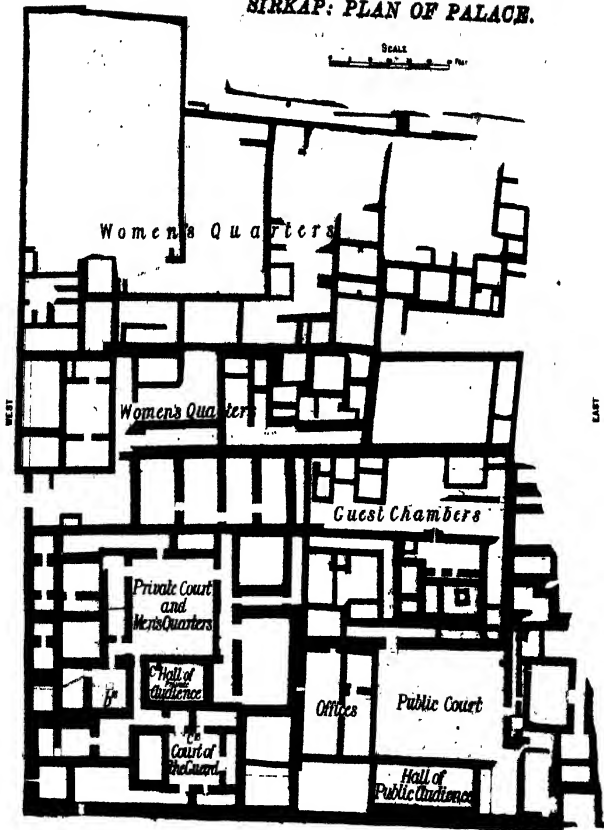 SIRKAP: PLAN OF PALACE.
SCALE
Women's Quarters
WEST
EAST
Women's Quarters
Guest Chambers
Private Court
and
Men's Quarters
Hall of
Private
Audience
Offices
Public Court
Court of
the Guard
Hall of
Public Audience